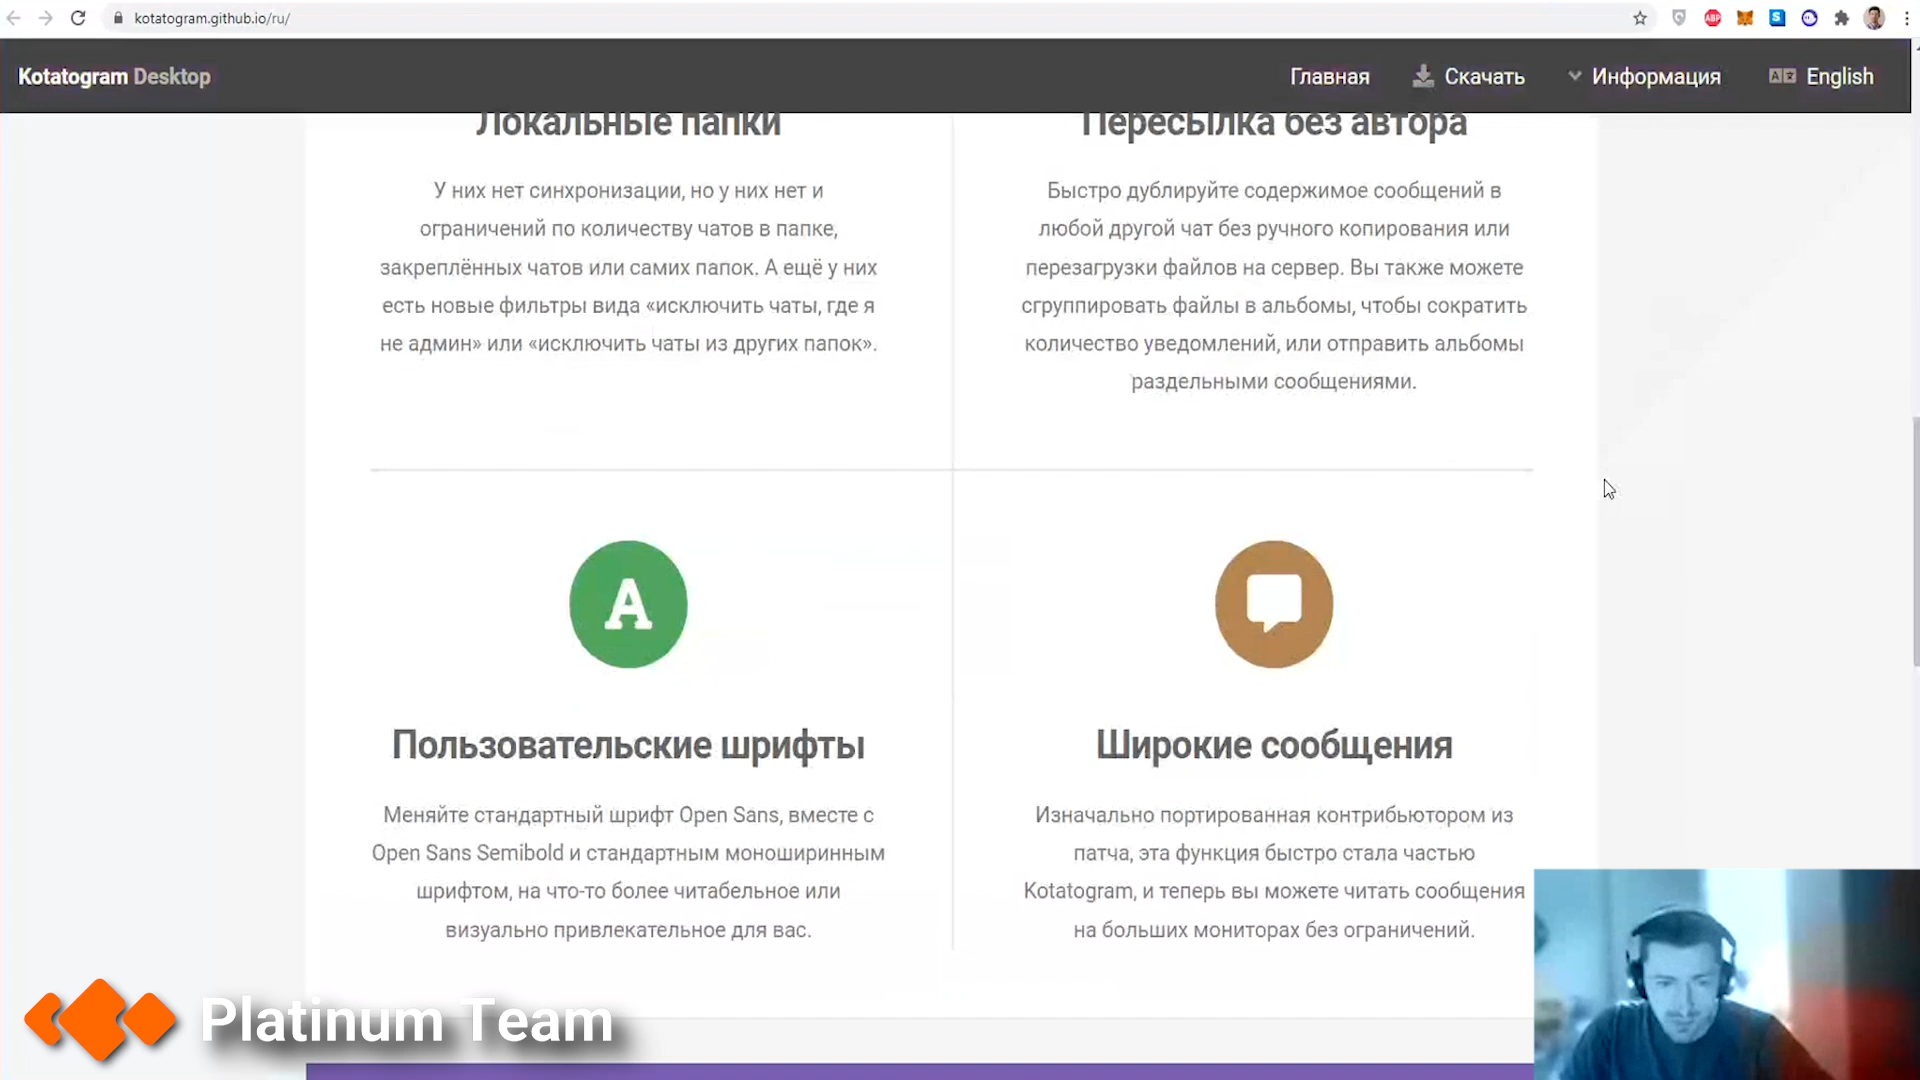 kotatogram.github.io/ru/
Kotatogram Desktop
Главная
Скачать
Информация
English
Локальные папки
У них нет синхронизации, но у них нет и
ограничений по количеству чатов в папке,
закреплённых чатов или самих папок. А ещё у них
есть новые фильтры вида «исключить чаты, где я
не админ» или «исключить чаты из других папок».
Пересылка без автора
Быстро дублируйте содержимое сообщений в
любой другой чат без ручного копирования или
перезагрузки файлов на сервер. Вы также можете
сгруппировать файлы в альбомы, чтобы сократить
количество уведомлений, или отправить альбомы
раздельными сообщениями.
A
Пользовательские шрифты
Меняйте стандартный шрифт Open Sans, вместе с
Open Sans Semibold и стандартным моноширинным
шрифтом, на что-то более читабельное или
визуально привлекательное для вас.
Широкие сообщения
Изначально портированная контрибьютором из
патча, эта функция быстро стала частью
Kotatogram, и теперь вы можете читать сообщения
на больших мониторах без ограничений.
Platinum Team
ABP
S